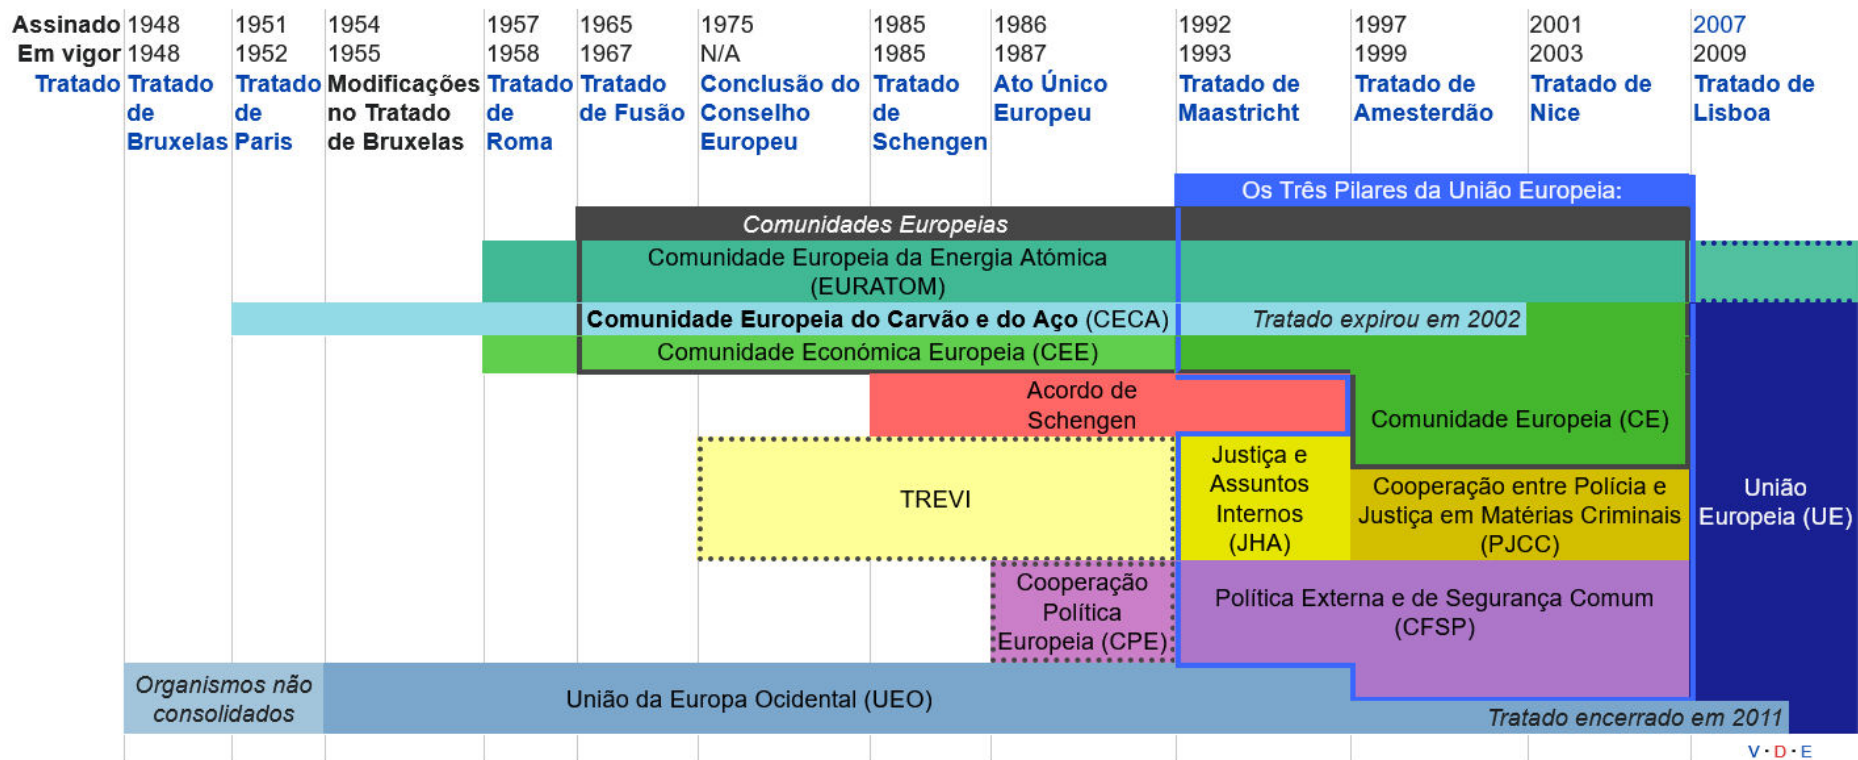 Assinado 1948 1951 1954 1957 1965 1975 1985 1986 1992 1997 2001 2007
Em vigor 1948 1952 1955 1958 1967 N/A 1985 1987 1993 1999 2003 2009
Tratado
Tratado
de
Bruxelas
Tratado
de
Paris
Modificações
no Tratado
de Bruxelas
Tratado
de
Roma
Tratado
de Fusão
Conclusão do
Conselho
Europeu
Tratado
de
Schengen
Ato Único
Europeu
Tratado de
Maastricht
Tratado de
Amesterdão
Tratado de
Nice
Tratado de
Lisboa
Os Três Pilares da União Europeia:
Comunidades Europeias
Comunidade Europeia da Energia Atómica
(EURATOM)
Comunidade Europeia do Carvão e do Aço (CECA)
Tratado expirou em 2002
Comunidade Económica Europeia (CEE)
Acordo de
Schengen
Comunidade Europeia (CE)
TREVI
Justiça e
Assuntos
Internos
(JHA)
Cooperação entre Polícia e
Justiça em Matérias Criminais
(PJCC)
União
Europeia (UE)
Cooperação
Política
Europeia (CPE)
Política Externa e de Segurança Comum
(CFSP)
Organismos não
consolidados
União da Europa Ocidental (UEO)
Tratado encerrado em 2011
V · D · E